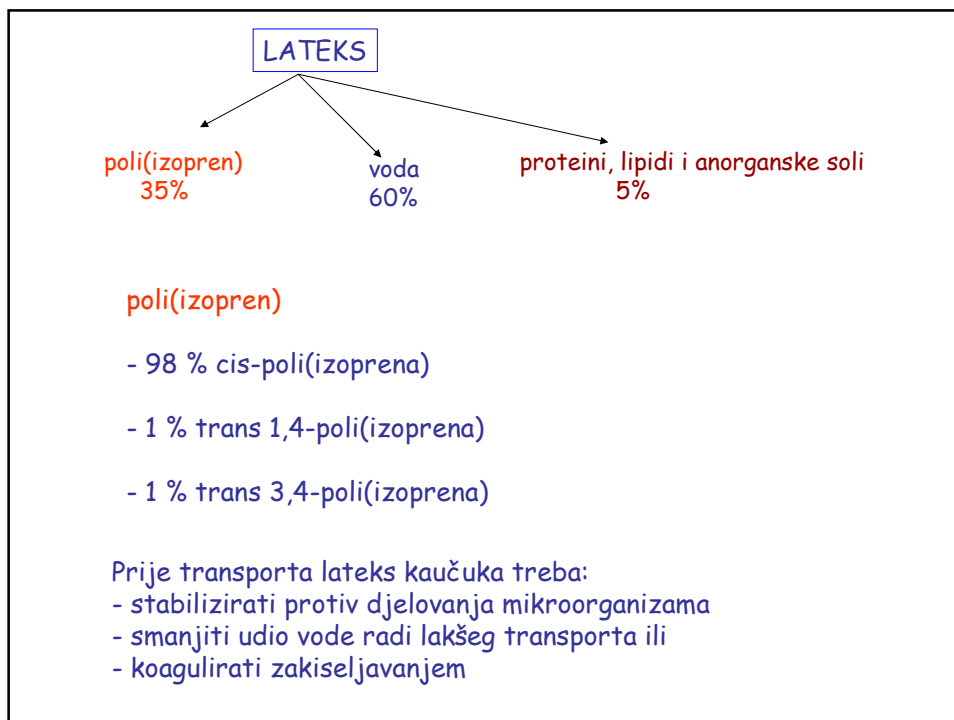 LATEKS
poli(izopren)
35%
voda
60%
proteini, lipidi i anorganske soli
5%
poli(izopren)
- 98 % cis-poli(izoprena)
- 1 % trans 1,4-poli(izoprena)
- 1 % trans 3,4-poli(izoprena)
Prije transporta lateks kaučuka treba:
- stabilizirati protiv djelovanja mikroorganizama
- smanjiti udio vode radi lakšeg transporta ili
- koagulirati zakiseljavanjem